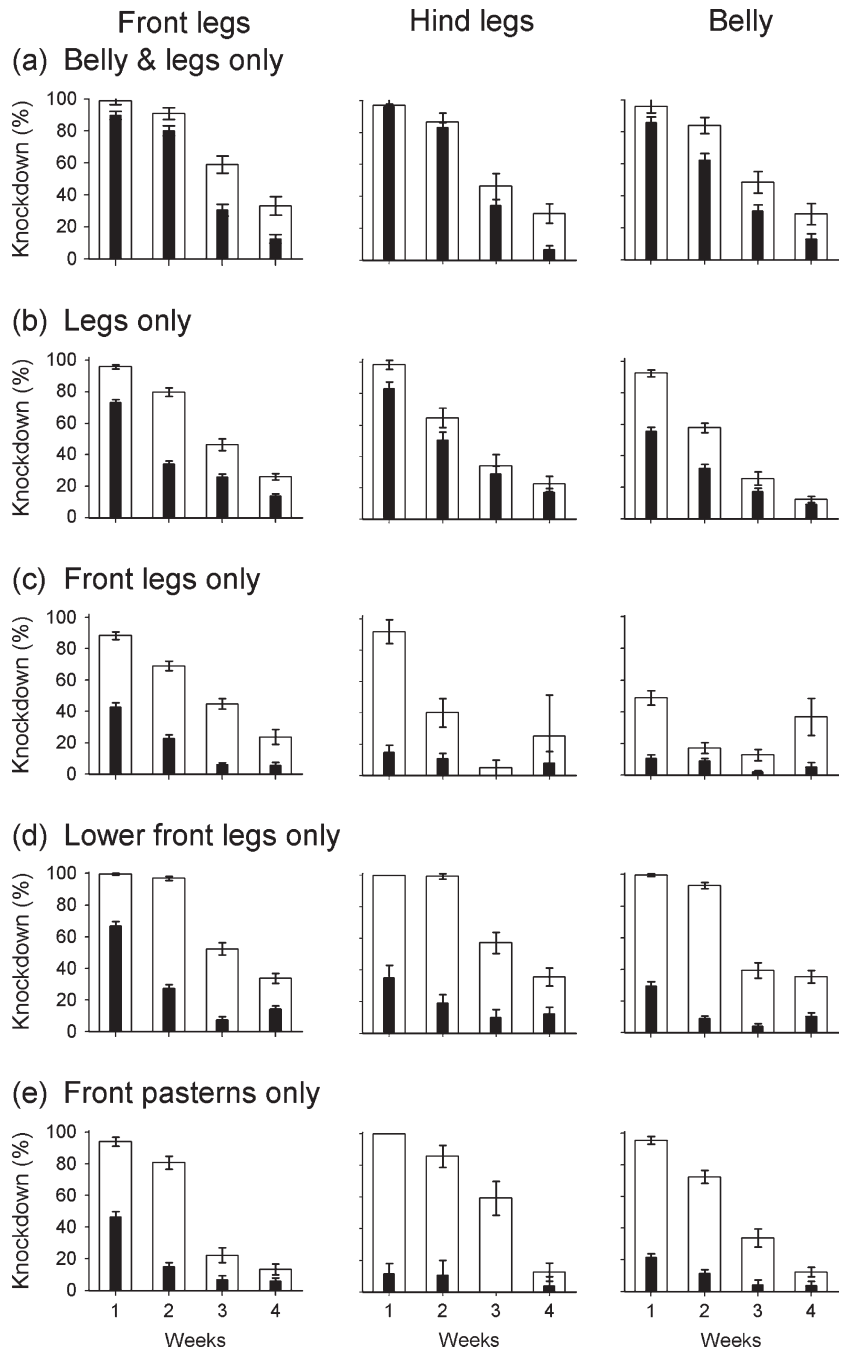 Front legs Hind legs Belly
(a) Belly & legs only
Knockdown (%)
100
80
60
40
20
0
(b) Legs only
Knockdown (%)
100
80
60
40
20
0
(c) Front legs only
Knockdown (%)
100
80
60
40
20
0
(d) Lower front legs only
Knockdown (%)
100
80
60
40
20
0
(e) Front pasterns only
Knockdown (%)
100
80
60
40
20
0
1 2 3 4 1 2 3 4 1 2 3 4
Weeks Weeks Weeks